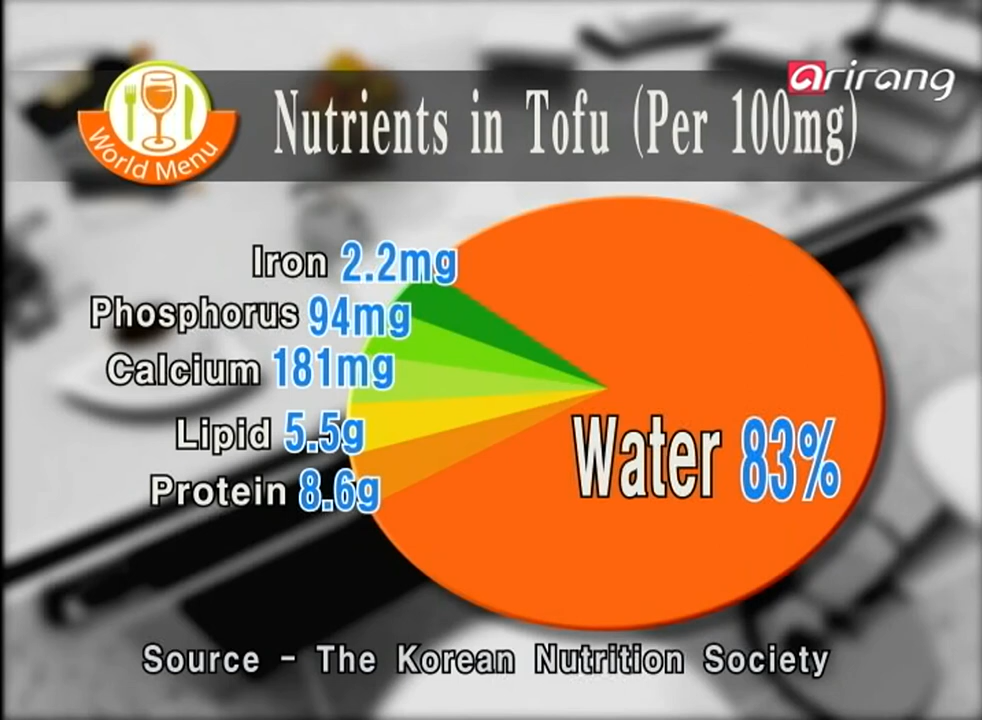 arirang
World Menu
Nutrients in Tofu (Per 100mg)
Iron 2.2mg
Phosphorus 94mg
Calcium 181mg
Lipid 5.5g
Protein 8.6g
Water 83%
Source - The Korean Nutrition Society